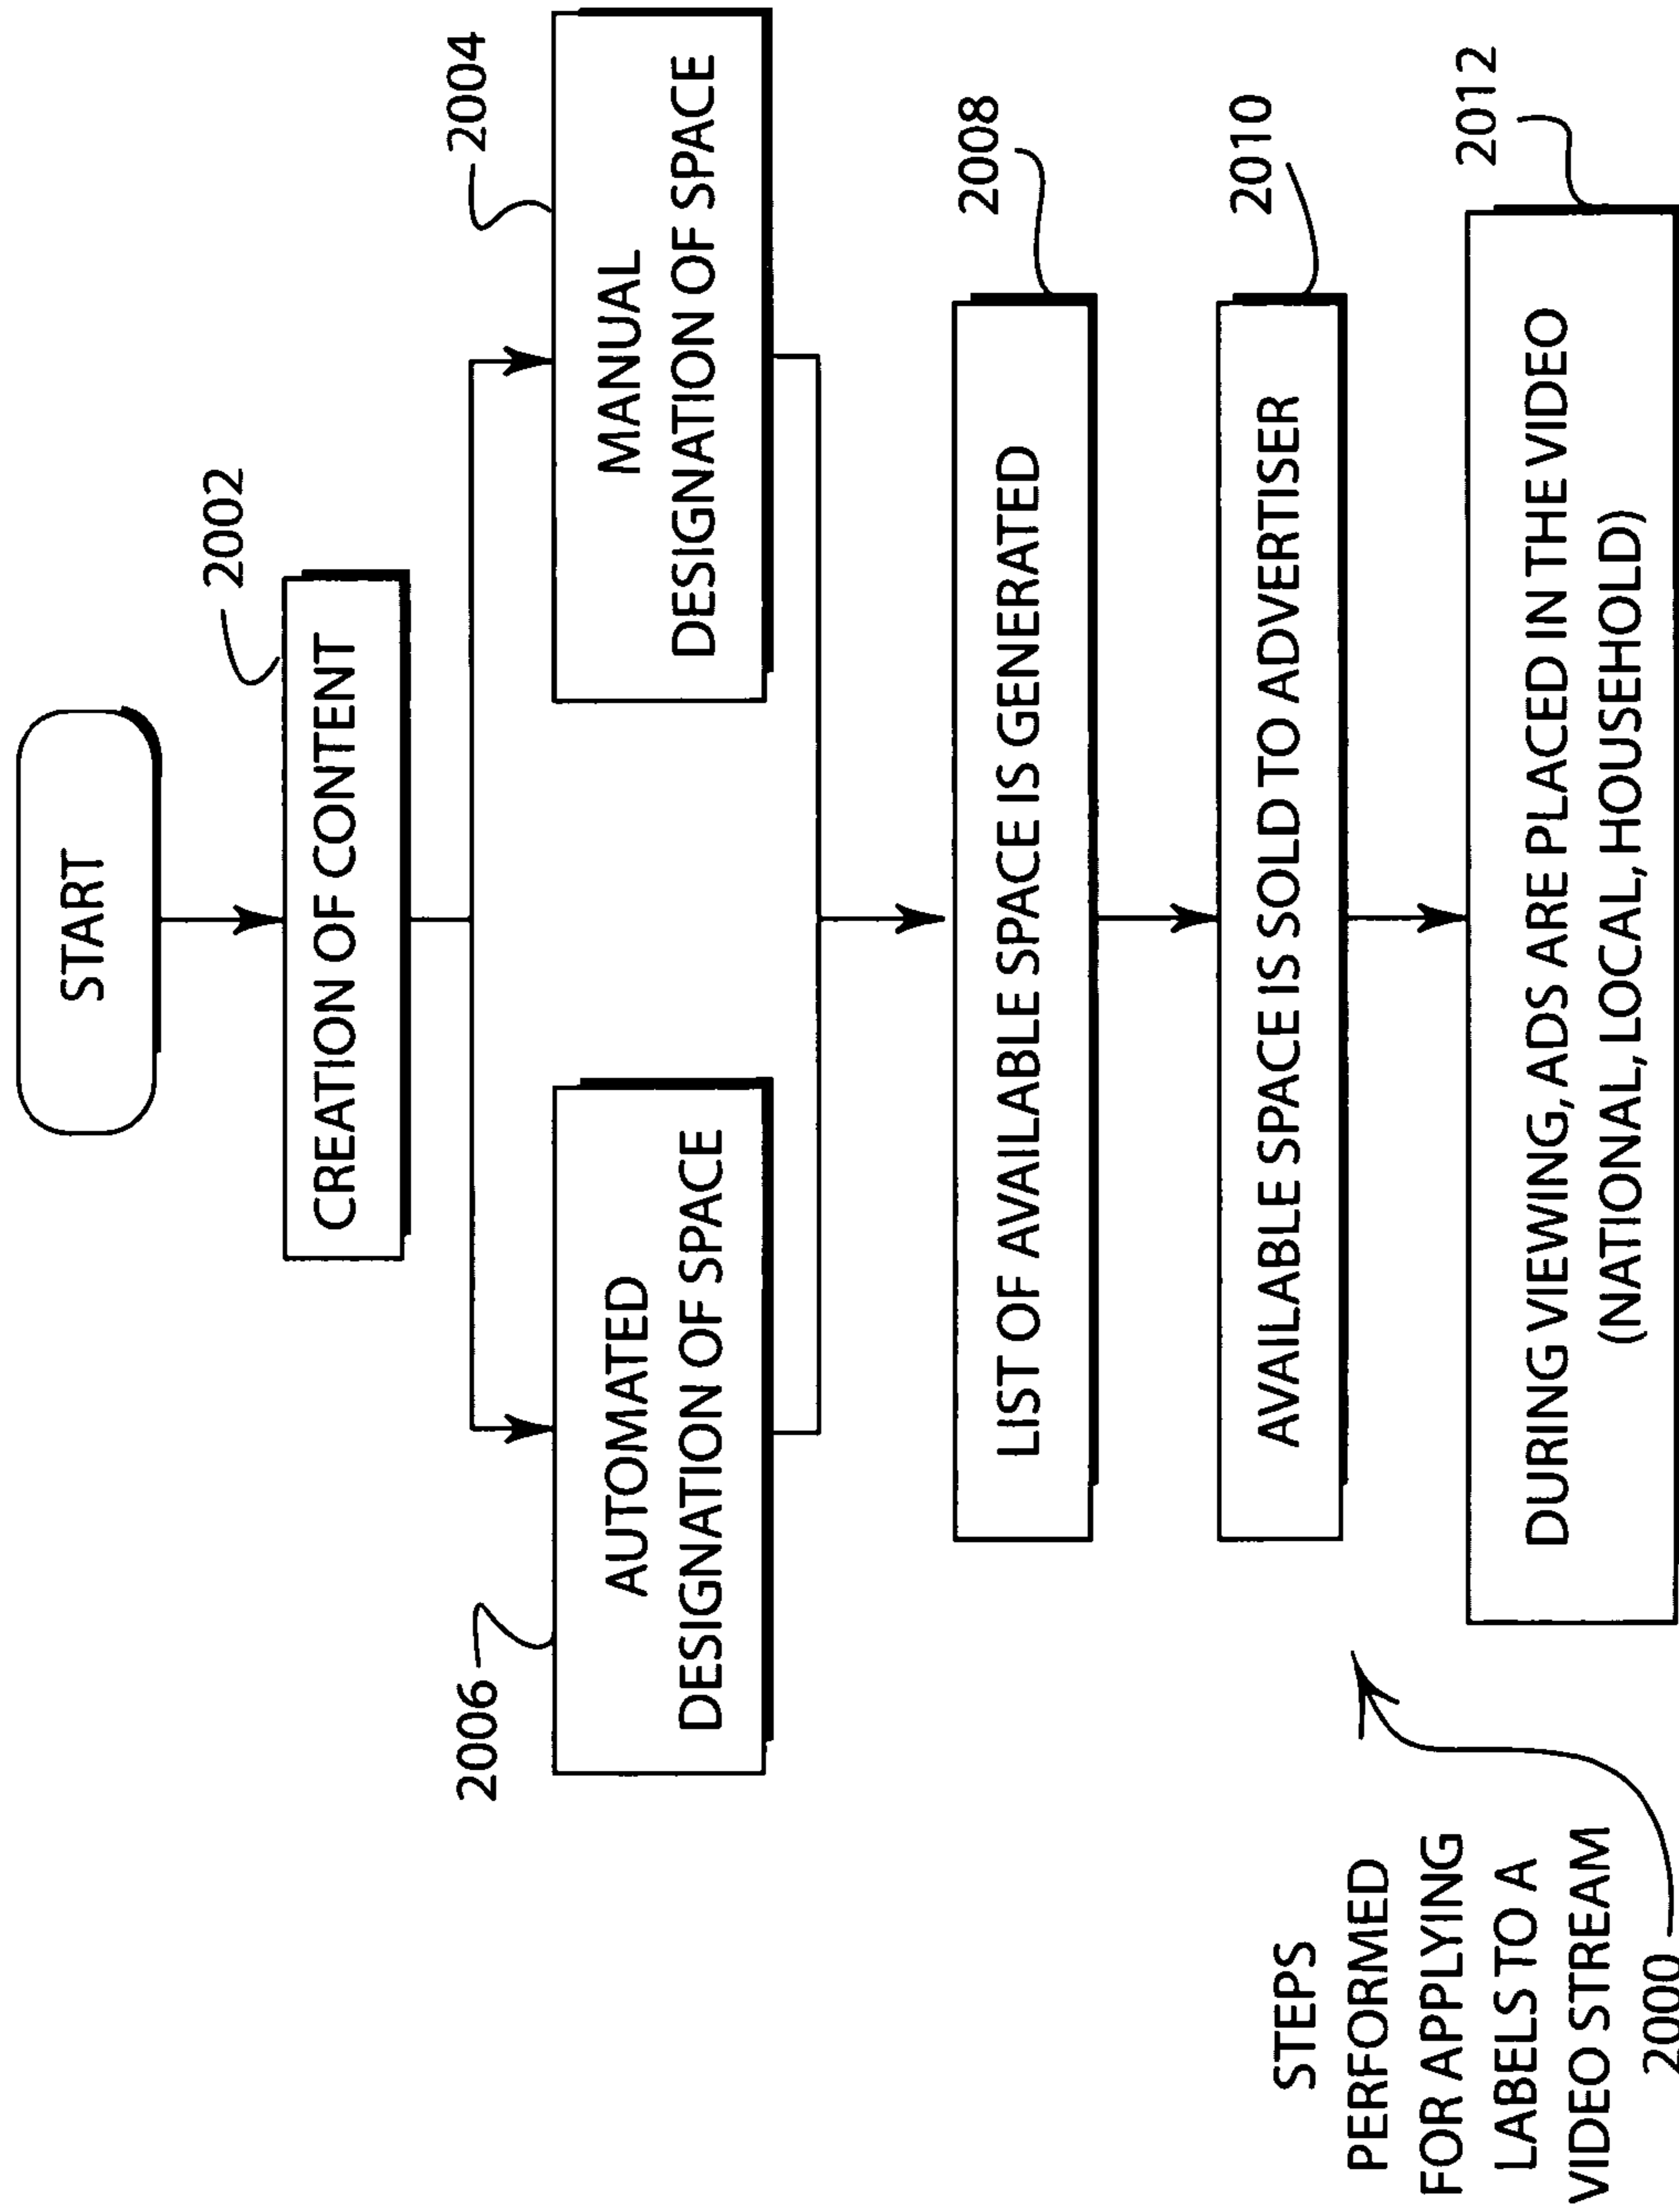 START
2002
CREATION OF CONTENT
2006
2004
AUTOMATED
DESIGNATION OF SPACE
MANUAL
DESIGNATION OF SPACE
2008
LIST OF AVAILABLE SPACE IS GENERATED
2010
AVAILABLE SPACE IS SOLD TO ADVERTISER
2012
DURING VIEWING, ADS ARE PLACED IN THE VIDEO
(NATIONAL, LOCAL, HOUSEHOLD)
STEPS
PERFORMED
FOR APPLYING
LABELS TO A
VIDEO STREAM
2000